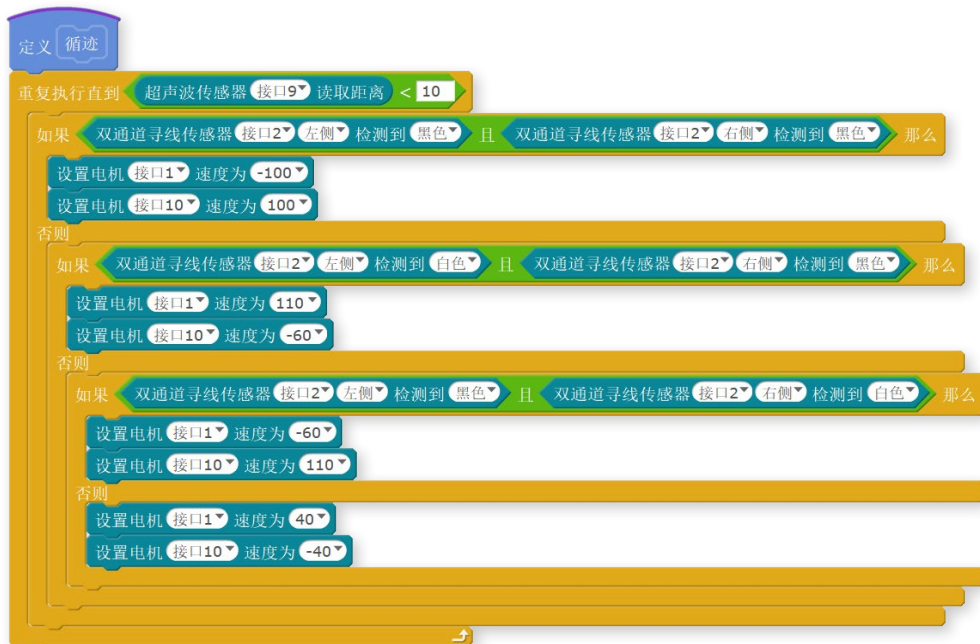 定义 循迹
重复执行直到 超声波传感器 接口9 读取距离 < 10
如果 双通道寻线传感器 接口2 左侧 检测到 黑色 且 双通道寻线传感器 接口2 右侧 检测到 黑色 那么
设置电机 接口1 速度为 -100
设置电机 接口10 速度为 100
否则
如果 双通道寻线传感器 接口2 左侧 检测到 白色 且 双通道寻线传感器 接口2 右侧 检测到 黑色 那么
设置电机 接口1 速度为 110
设置电机 接口10 速度为 -60
否则
如果 双通道寻线传感器 接口2 左侧 检测到 黑色 且 双通道寻线传感器 接口2 右侧 检测到 白色 那么
设置电机 接口1 速度为 -60
设置电机 接口10 速度为 110
否则
设置电机 接口1 速度为 40
设置电机 接口10 速度为 -40